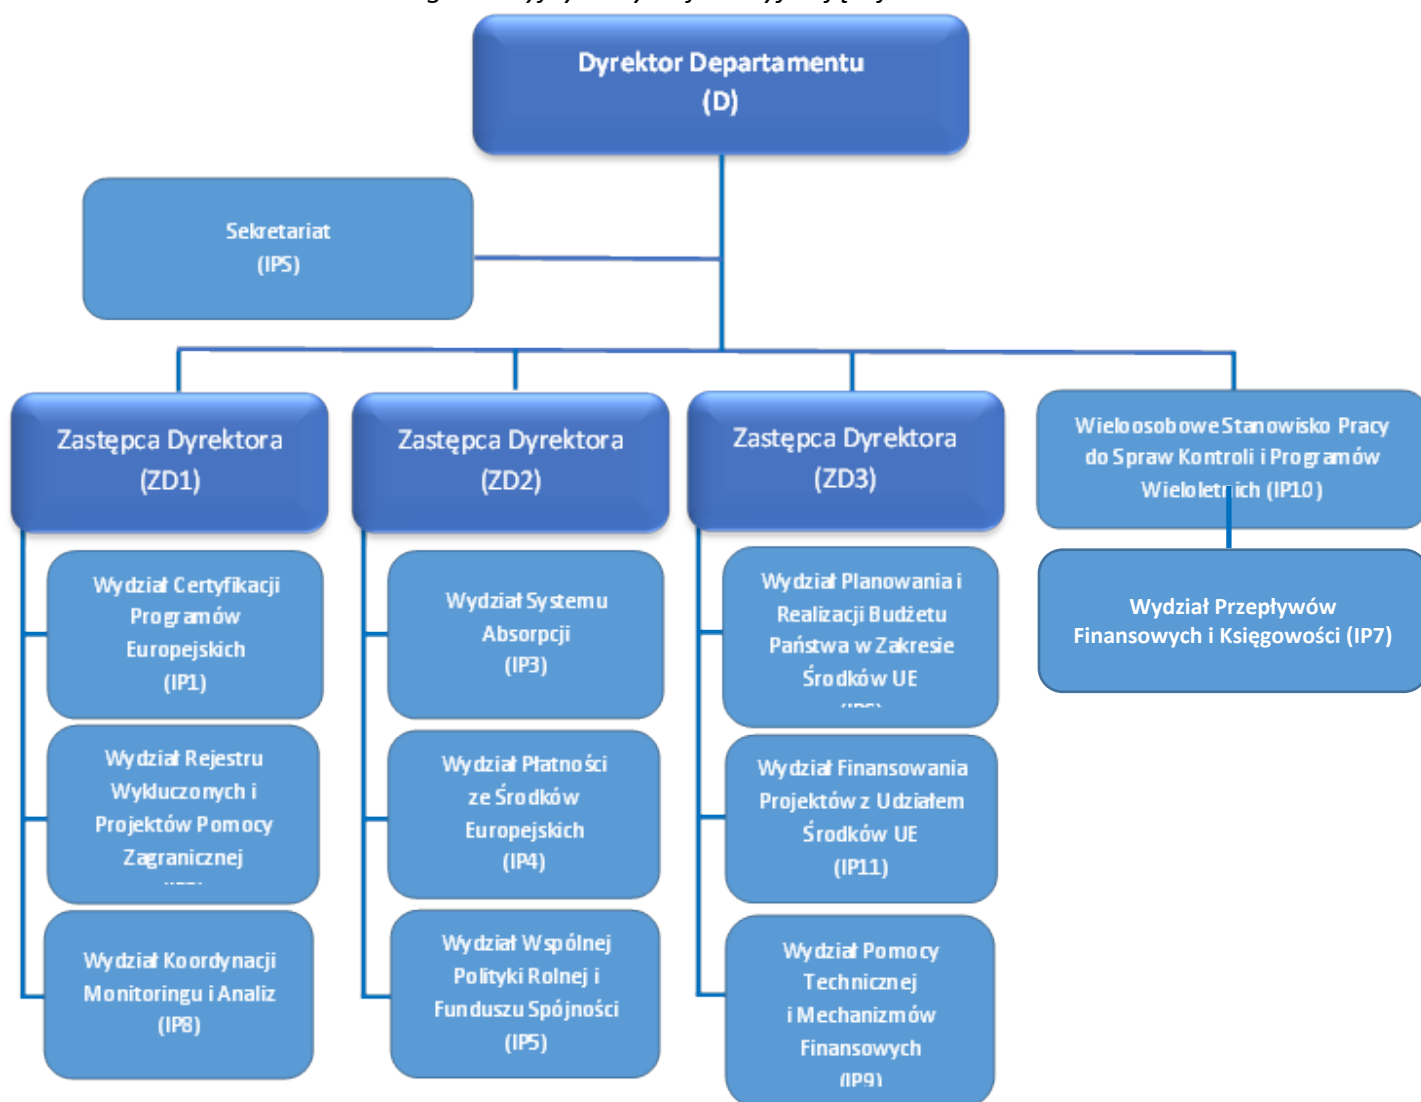 Dyrektor Departamentu
(D)
Sekretariat
(IPS)
Zastępca Dyrektora
(ZD1)
Wydział Certyfikacji
Programów
Europejskich
(IP1)
Wydział Rejestru
Wykluczonych i
Projektów Pomocy
Zagranicznej
Wydział Koordynacji
Monitoringu i Analiz
(IP8)
Zastępca Dyrektora
(ZD2)
Wydział Systemu
Absorpcji
(IP3)
Wydział Płatności
ze Środków
Europejskich
(IP4)
Wydział Wspólnej
Polityki Rolnej i
Funduszu Spójności
(IP5)
Zastępca Dyrektora
(ZD3)
Wydział Planowania i
Realizacji Budżetu
Państwa w Zakresie
Środków UE
Wydział Finansowania
Projektów z Udziałem
Środków UE
(IP11)
Wydział Pomocy
Technicznej
i Mechanizmów
Finansowych
(IP9)
Wieloosobowe Stanowisko Pracy
do Spraw Kontroli i Programów
Wieloletnich (IP10)
Wydział Przepływów
Finansowych i Księgowości (IP7)